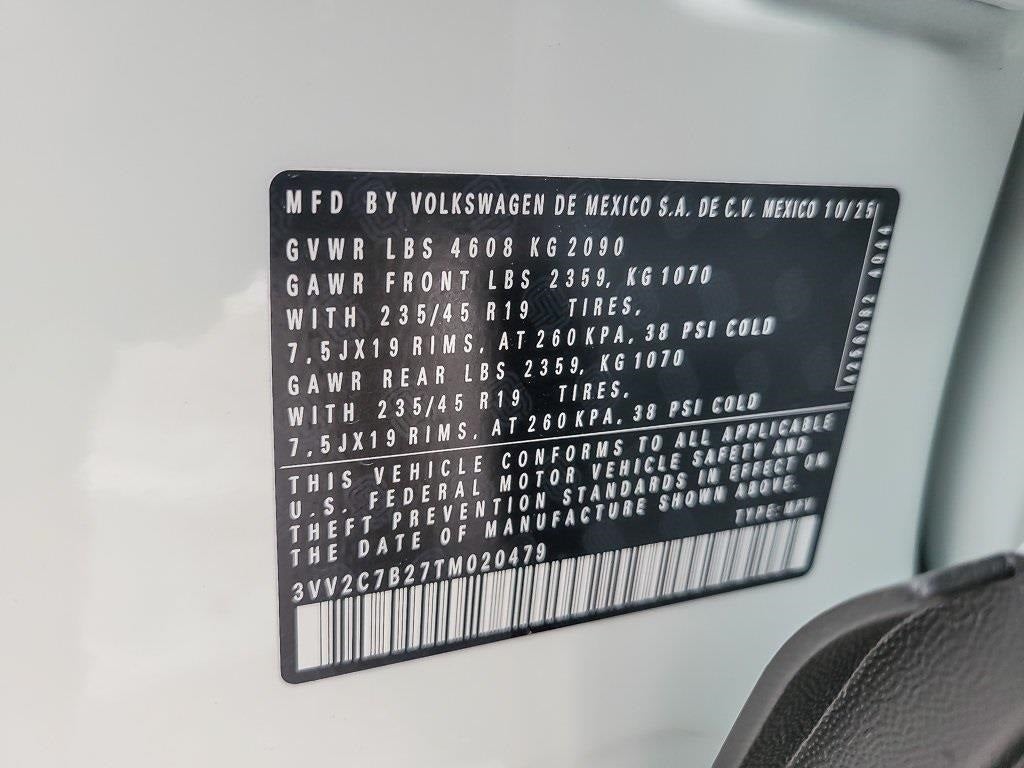 MFD BY VOLKSWAGEN DE MEXICO S.A. DE C.V. MEXICO 10/25
GVWR LBS 4608 KG 2090
GAWR FRONT LBS 2359, KG 1070
WITH 235/45 R19 TIRES,
7,5JX19 RIMS, AT 260 KPA, 38 PSI COLD
GAWR REAR LBS 2359, KG 1070
WITH 235/45 R19 TIRES,
7,5JX19 RIMS, AT 260 KPA, 38 PSI COLD
THIS VEHICLE CONFORMS TO ALL APPLICABLE
U.S. FEDERAL MOTOR VEHICLE SAFETY AND
THEFT PREVENTION STANDARDS IN EFFECT ON
THE DATE OF MANUFACTURE SHOWN ABOVE.
TYPE: MPV
3VV2C7B27TM020479